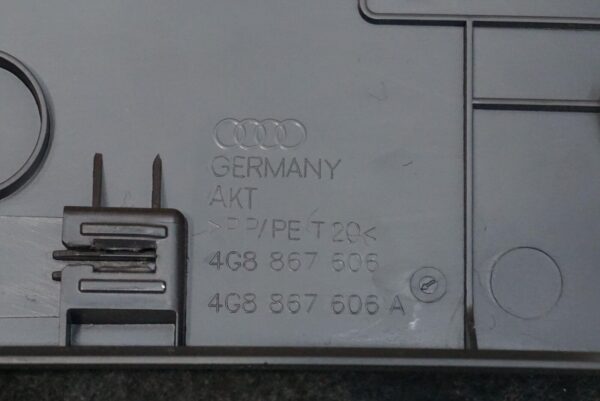 GERMANY
AKT
>PP/PE T20<
4G8 867 606
4G8 867 606 A